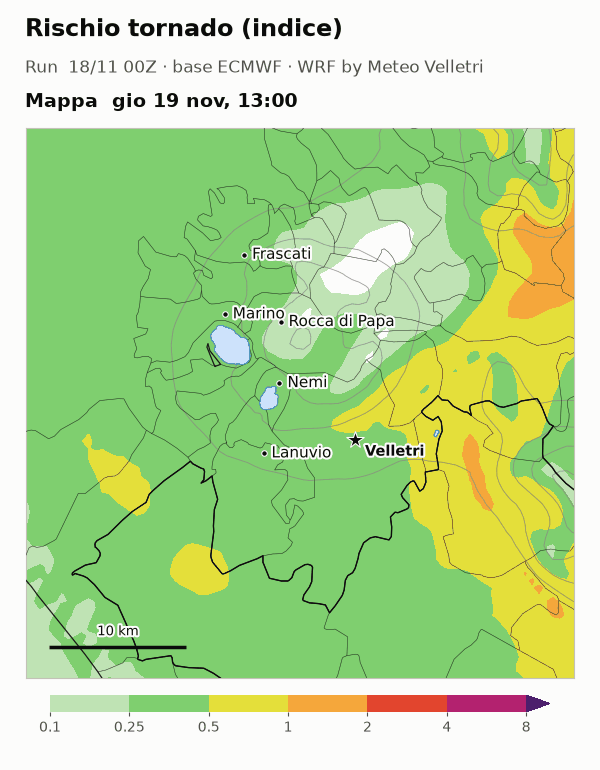 Rischio tornado (indice)
Run  18/11 00Z · base ECMWF · WRF by Meteo Velletri
Mappa  gio 19 nov, 13:00
Frascati
Marino
Rocca di Papa
Nemi
Velletri
Lanuvio
10 km
0.1 0.25 0.5 1 2 4 8